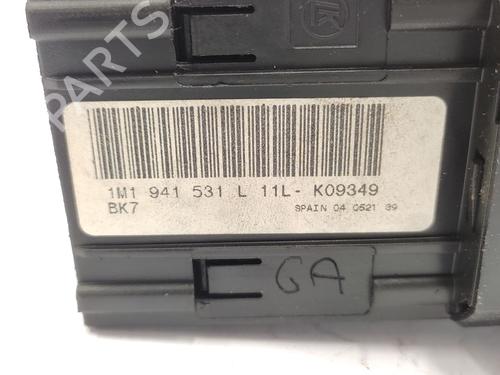 PARTS
1M1 941 531 L 11L- K09349
BK7
SPAIN 04 0521 39
GA